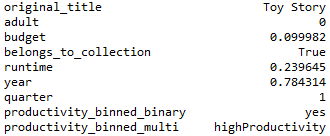 original_title Toy Story
adult 0
budget 0.099982
belongs_to_collection True
runtime 0.239645
year 0.784314
quarter 1
productivity_binned_binary yes
productivity_binned_multi highProductivity